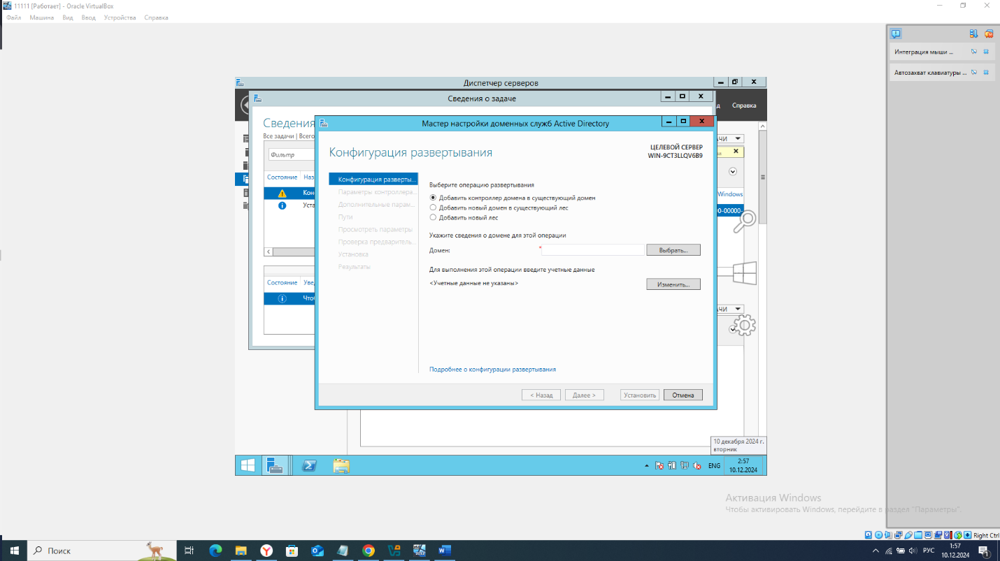 11111 [Работает] - Oracle VirtualBox
Файл Машина Вид Ввод Устройства Справка
Интеграция мыши ...
Автозахват клавиатуры ...
Диспетчер серверов
Сведения о задаче
Справка
Сведения
Все задачи | Всего
Фильтр
Состояние Наз
Кон
Уста
Состояние Уве
Что
Windows
00-00000-
АЧИ
АЧИ
Мастер настройки доменных служб Active Directory
Конфигурация развертывания
ЦЕЛЕВОЙ СЕРВЕР
WIN-9CT3LLQV6B9
Конфигурация разверты...
Параметры контроллера...
Дополнительные парам...
Пути
Просмотреть параметры
Проверка предваритель...
Установка
Результаты
Выберите операцию развертывания
Добавить контроллер домена в существующий домен
Добавить новый домен в существующий лес
Добавить новый лес
Укажите сведения о домене для этой операции
Домен: * Выбрать...
Для выполнения этой операции введите учетные данные
<Учетные данные не указаны> Изменить...
Подробнее о конфигурации развертывания
< Назад Далее > Установить Отмена
10 декабря 2024 г.
вторник
ENG
2:57
10.12.2024
Активация Windows
Чтобы активировать Windows, перейдите в раздел "Параметры".
Right Ctrl
Поиск
РУС
1:57
10.12.2024